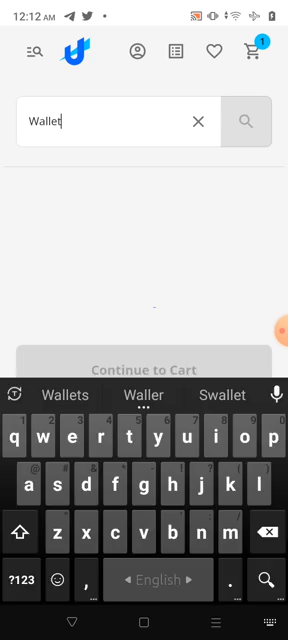 12:12 AM
1
Wallet
Continue to Cart
Wallets Waller Swallet
1 2 3 4 5 6 7 8 9 0
q w e r t y u i o p
a s d f g h j k l
z x c v b n m
?123 , English .